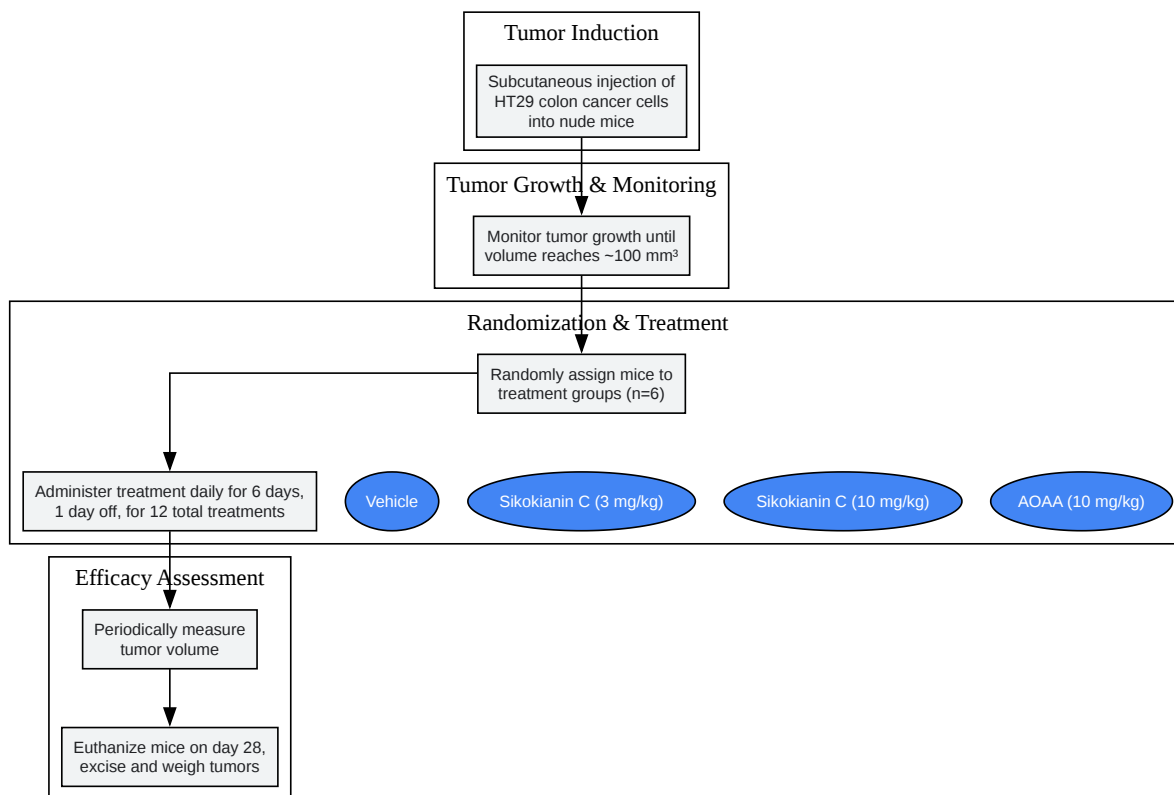 Tumor Induction
Subcutaneous injection of
HT29 colon cancer cells
into nude mice
Tumor Growth & Monitoring
Monitor tumor growth until
volume reaches ~100 mm³
Randomization & Treatment
Randomly assign mice to
treatment groups (n=6)
Administer treatment daily for 6 days,
1 day off, for 12 total treatments
Vehicle
Sikokianin C (3 mg/kg)
Sikokianin C (10 mg/kg)
AOAA (10 mg/kg)
Efficacy Assessment
Periodically measure
tumor volume
Euthanize mice on day 28,
excise and weigh tumors